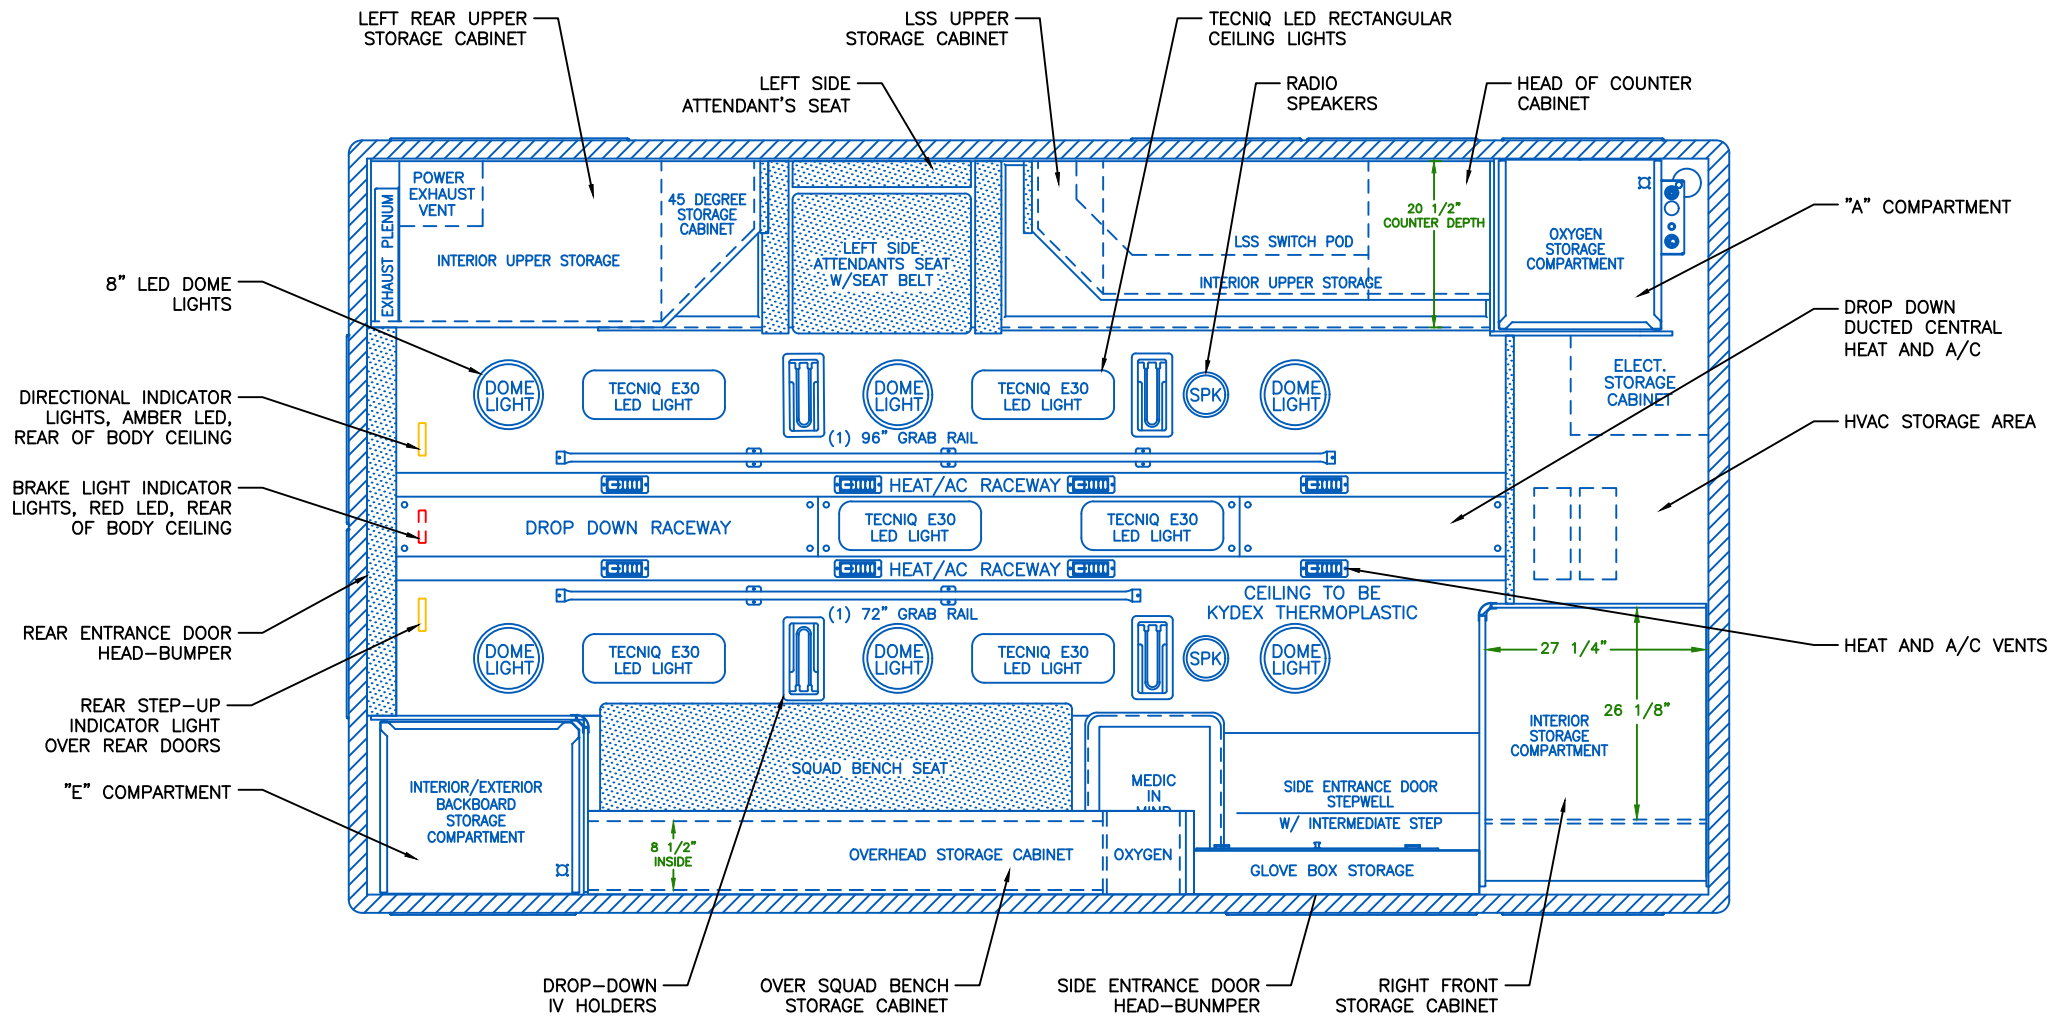 LEFT REAR UPPER
STORAGE CABINET
LSS UPPER
STORAGE CABINET
TECNIQ LED RECTANGULAR
CEILING LIGHTS
LEFT SIDE
ATTENDANT'S SEAT
RADIO
SPEAKERS
HEAD OF COUNTER
CABINET
POWER
EXHAUST
VENT
EXHAUST PLENUM
INTERIOR UPPER STORAGE
45 DEGREE
STORAGE
CABINET
LEFT SIDE
ATTENDANTS SEAT
W/SEAT BELT
LSS SWITCH POD
INTERIOR UPPER STORAGE
20 1/2"
COUNTER DEPTH
OXYGEN
STORAGE
COMPARTMENT
"A" COMPARTMENT
8" LED DOME
LIGHTS
DROP DOWN
DUCTED CENTRAL
HEAT AND A/C
ELECT.
STORAGE
CABINET
DOME
LIGHT
TECNIQ E30
LED LIGHT
DOME
LIGHT
TECNIQ E30
LED LIGHT
SPK
DOME
LIGHT
DIRECTIONAL INDICATOR
LIGHTS, AMBER LED,
REAR OF BODY CEILING
(1) 96" GRAB RAIL
HVAC STORAGE AREA
BRAKE LIGHT INDICATOR
LIGHTS, RED LED, REAR
OF BODY CEILING
HEAT/AC RACEWAY
DROP DOWN RACEWAY
TECNIQ E30
LED LIGHT
TECNIQ E30
LED LIGHT
HEAT/AC RACEWAY
CEILING TO BE
KYDEX THERMOPLASTIC
(1) 72" GRAB RAIL
REAR ENTRANCE DOOR
HEAD-BUMPER
HEAT AND A/C VENTS
DOME
LIGHT
TECNIQ E30
LED LIGHT
DOME
LIGHT
TECNIQ E30
LED LIGHT
SPK
DOME
LIGHT
27 1/4"
26 1/8"
REAR STEP-UP
INDICATOR LIGHT
OVER REAR DOORS
INTERIOR
STORAGE
COMPARTMENT
"E" COMPARTMENT
INTERIOR/EXTERIOR
BACKBOARD
STORAGE
COMPARTMENT
SQUAD BENCH SEAT
MEDIC
IN
MIND
SIDE ENTRANCE DOOR
STEPWELL
W/ INTERMEDIATE STEP
8 1/2"
INSIDE
OVERHEAD STORAGE CABINET
OXYGEN
GLOVE BOX STORAGE
DROP-DOWN
IV HOLDERS
OVER SQUAD BENCH
STORAGE CABINET
SIDE ENTRANCE DOOR
HEAD-BUNMPER
RIGHT FRONT
STORAGE CABINET